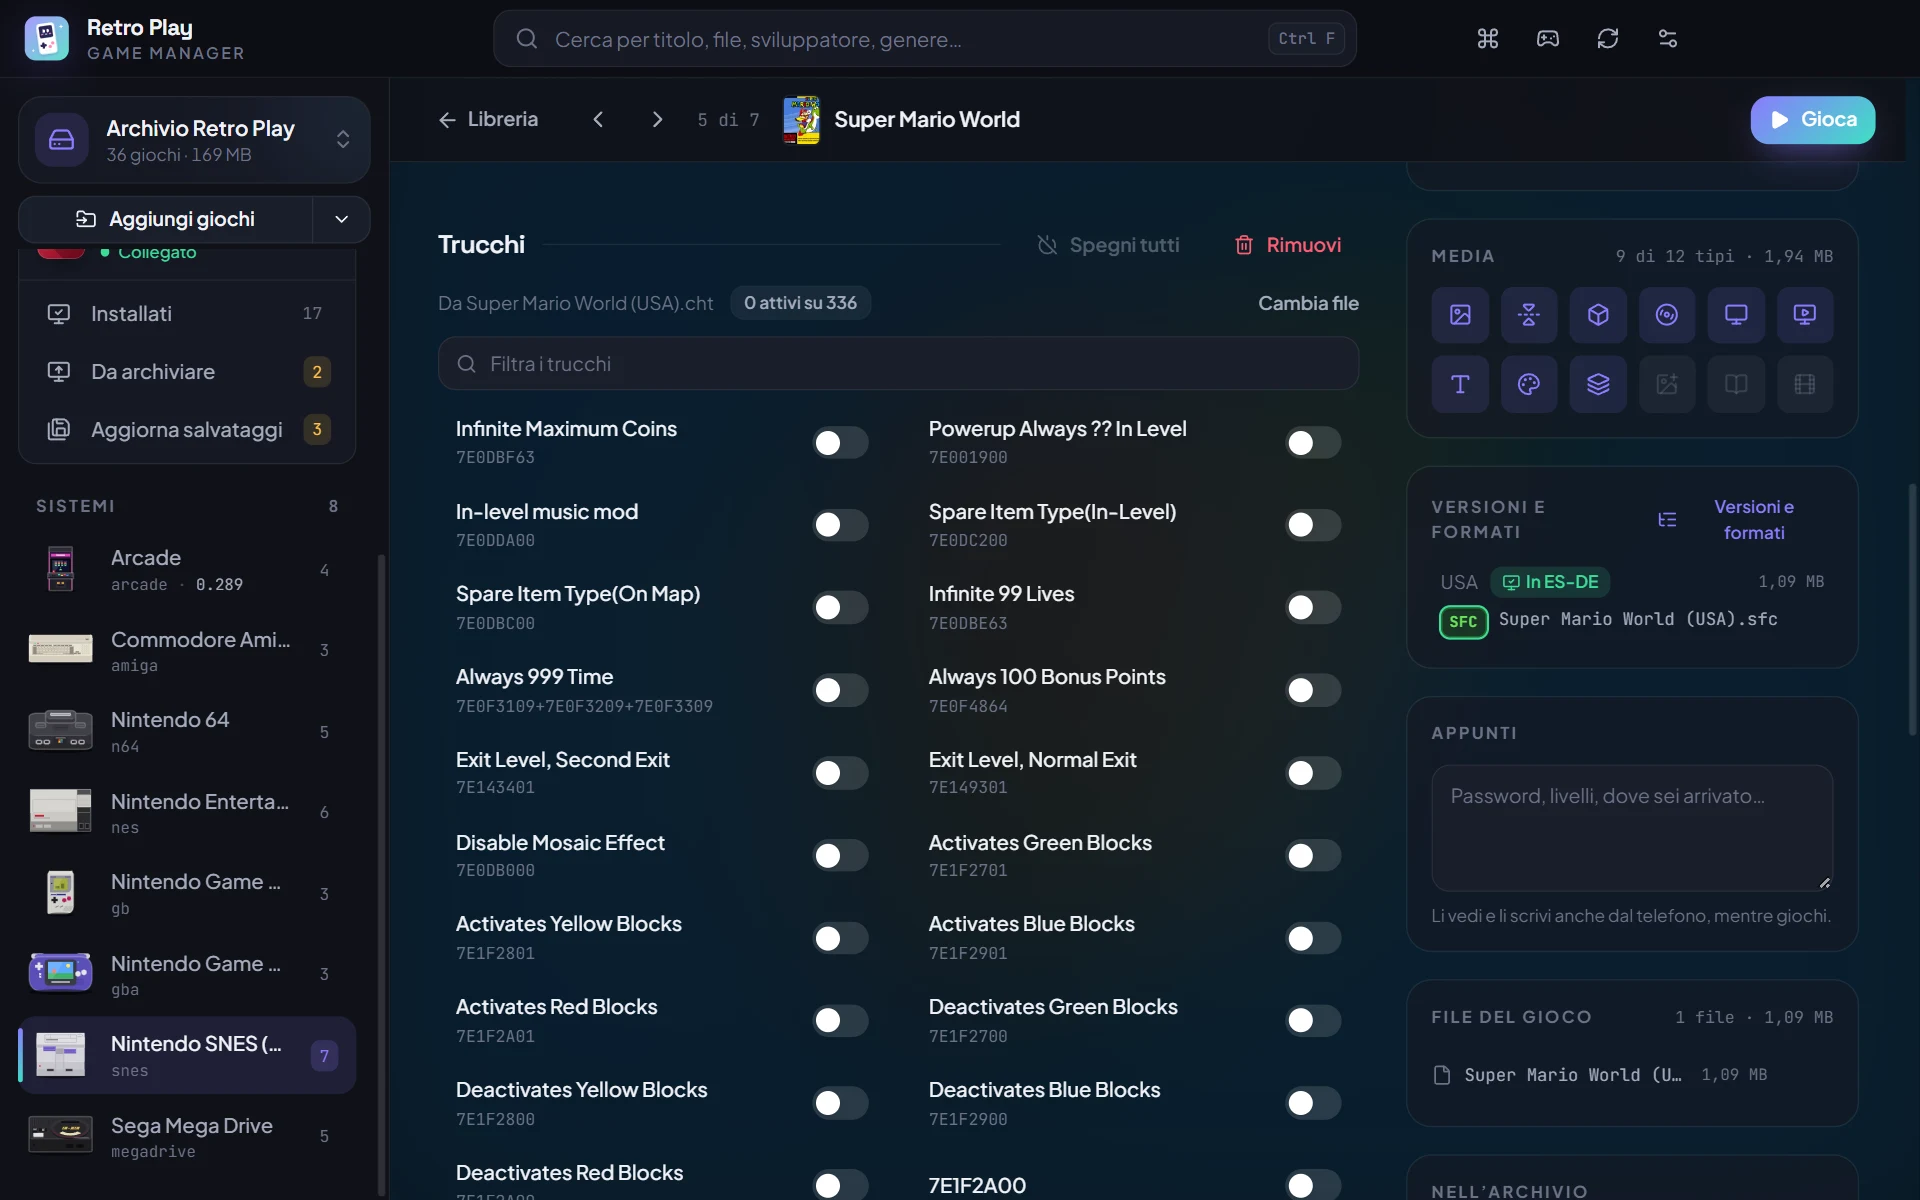 Retro Play
GAME MANAGER
Cerca per titolo, file, sviluppatore, genere...
Ctrl F
Archivio Retro Play
36 giochi · 169 MB
Aggiungi giochi
Collegato
Installati 17
Da archiviare 2
Aggiorna salvataggi 3
SISTEMI 8
Arcade
arcade · 0.289
4
Commodore Ami...
amiga
3
Nintendo 64
n64
5
Nintendo Enterta...
nes
6
Nintendo Game ...
gb
3
Nintendo Game ...
gba
3
Nintendo SNES (...
snes
7
Sega Mega Drive
megadrive
5
Libreria
5 di 7
Super Mario World
Gioca
Trucchi
Spegni tutti
Rimuovi
Da Super Mario World (USA).cht
0 attivi su 336
Cambia file
Filtra i trucchi
Infinite Maximum Coins
7E0DBF63
Powerup Always ?? In Level
7E001900
In-level music mod
7E0DDA00
Spare Item Type(In-Level)
7E0DC200
Spare Item Type(On Map)
7E0DBC00
Infinite 99 Lives
7E0DBE63
Always 999 Time
7E0F3109+7E0F3209+7E0F3309
Always 100 Bonus Points
7E0F4864
Exit Level, Second Exit
7E143401
Exit Level, Normal Exit
7E149301
Disable Mosaic Effect
7E0DB000
Activates Green Blocks
7E1F2701
Activates Yellow Blocks
7E1F2801
Activates Blue Blocks
7E1F2901
Activates Red Blocks
7E1F2A01
Deactivates Green Blocks
7E1F2700
Deactivates Yellow Blocks
7E1F2800
Deactivates Blue Blocks
7E1F2900
Deactivates Red Blocks
7E1F2A00
7E1F2A00
MEDIA
9 di 12 tipi · 1,94 MB
VERSIONI E
FORMATI
Versioni e
formati
USA
In ES-DE
1,09 MB
SFC
Super Mario World (USA).sfc
APPUNTI
Password, livelli, dove sei arrivato...
Li vedi e li scrivi anche dal telefono, mentre giochi.
FILE DEL GIOCO
1 file · 1,09 MB
Super Mario World (U...
1,09 MB
NELL'ARCHIVIO